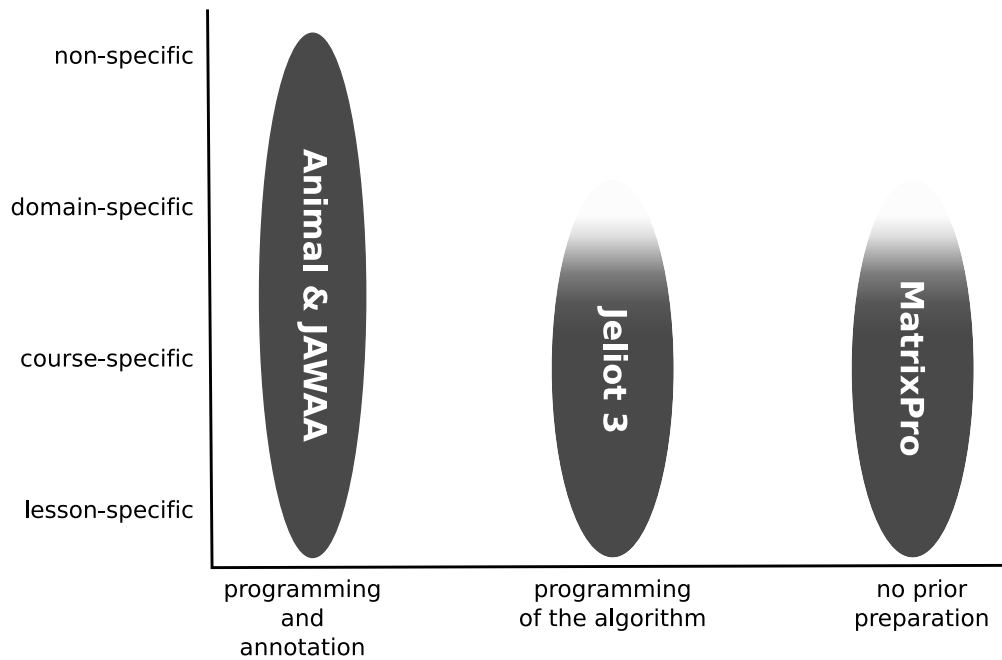 non-specific
domain-specific
course-specific
lesson-specific
Animal & JAWAA
Jeliot 3
MatrixPro
programming
and
annotation
programming
of the algorithm
no prior
preparation